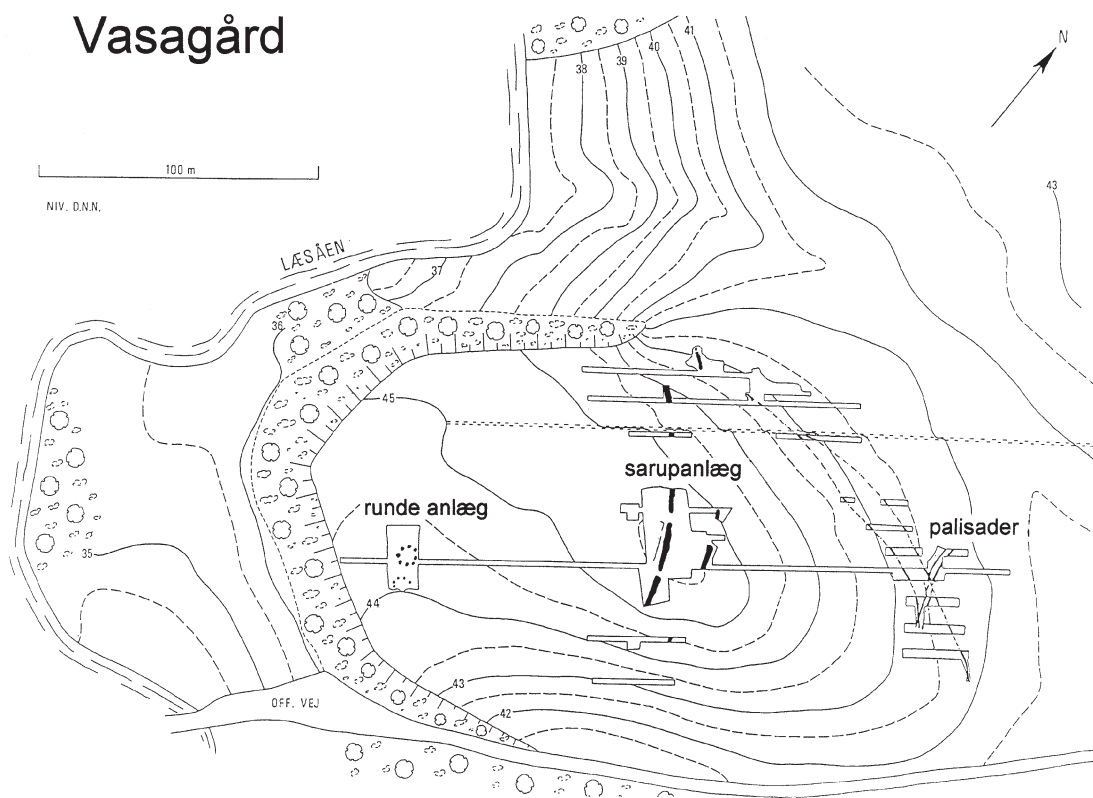 Vasagård
41
N
40
39
38
100 m
43
NIV. D.N.N.
LÆSÅEN
37
36
45
sarupanlæg
runde anlæg
palisader
35
44
43
42
OFF. VEJ